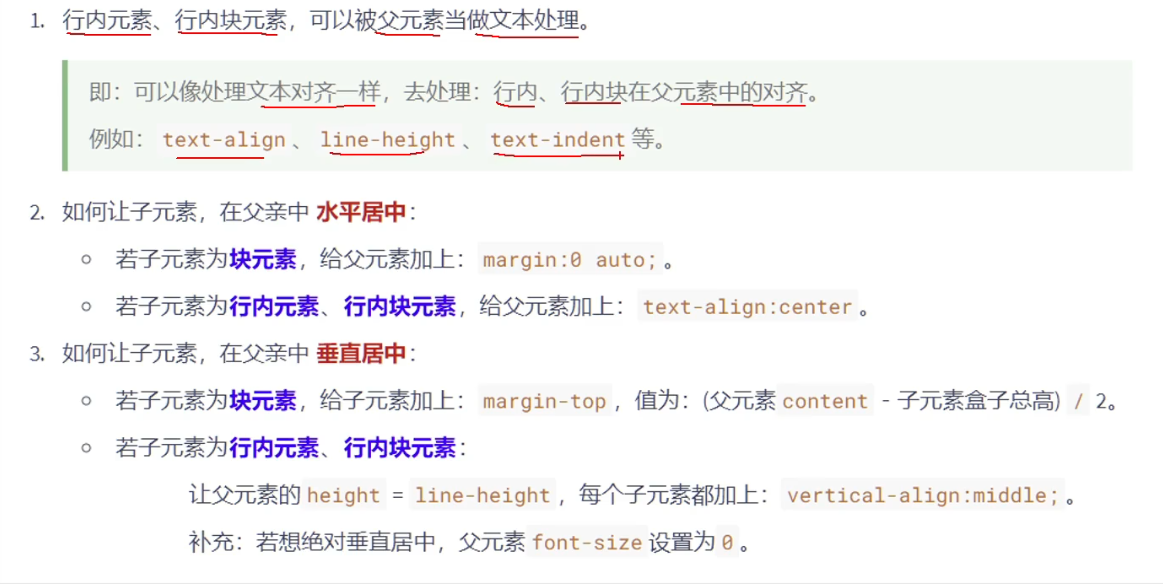 1. 行内元素、行内块元素，可以被父元素当做文本处理。
即：可以像处理文本对齐一样，去处理：行内、行内块在父元素中的对齐。
例如： text-align 、 line-height 、 text-indent 等。
2. 如何让子元素，在父亲中 水平居中：
○ 若子元素为块元素，给父元素加上： margin:0 auto; 。
○ 若子元素为行内元素、行内块元素，给父元素加上： text-align:center 。
3. 如何让子元素，在父亲中 垂直居中：
○ 若子元素为块元素，给子元素加上： margin-top ，值为：(父元素 content - 子元素盒子总高) / 2。
○ 若子元素为行内元素、行内块元素：
让父元素的 height = line-height ，每个子元素都加上： vertical-align:middle; 。
补充：若想绝对垂直居中，父元素 font-size 设置为 0 。